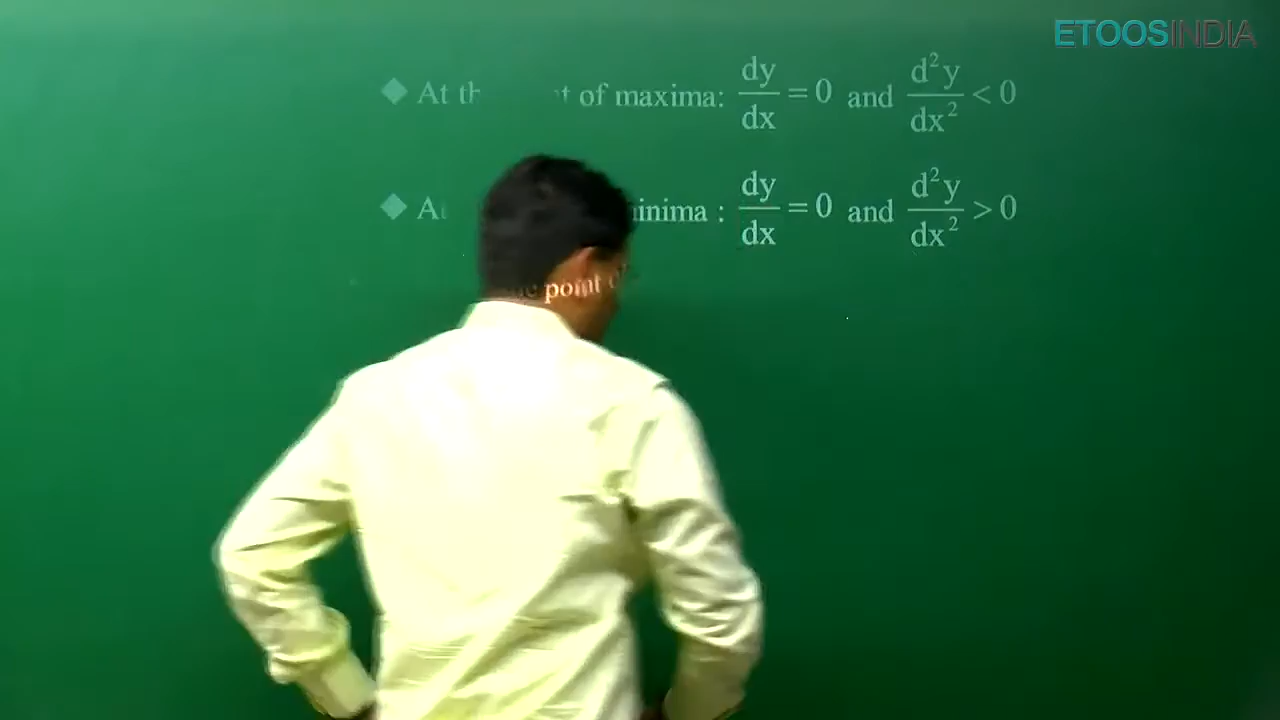 ETOOSINDIA
◆ At th t of maxima: dy/dx = 0 and d²y/dx² < 0
◆ At inima : dy/dx = 0 and d²y/dx² > 0
point